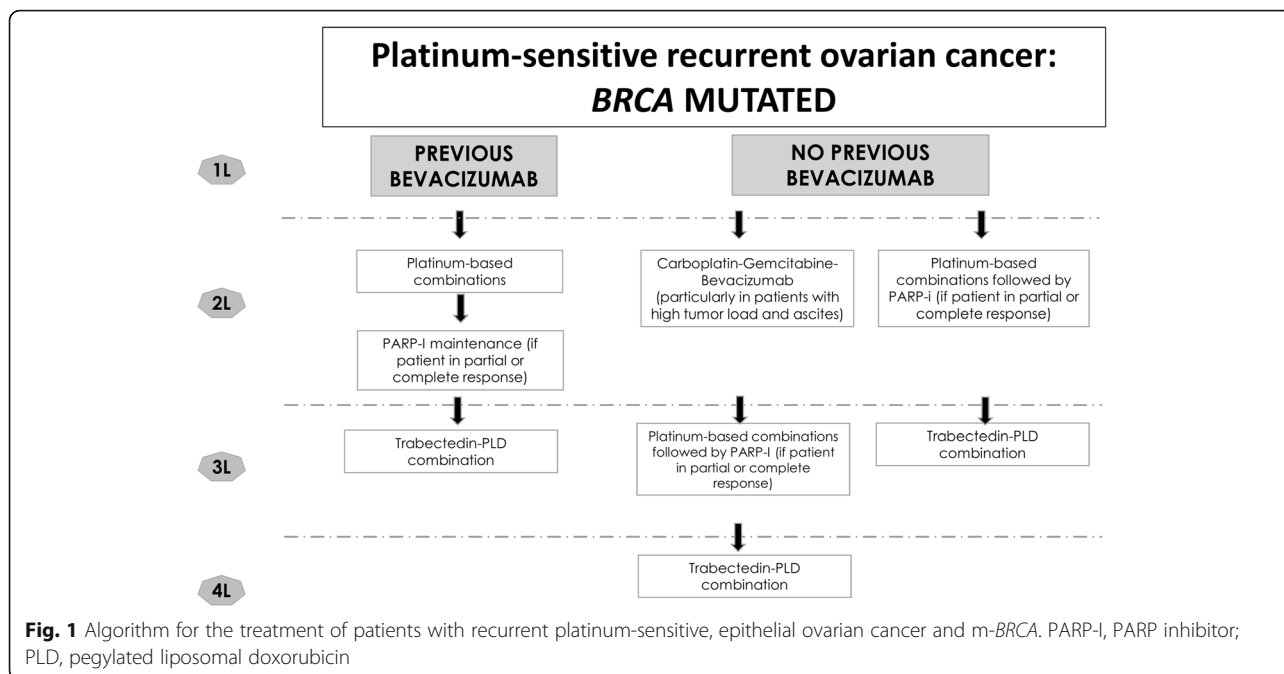 Platinum-sensitive recurrent ovarian cancer:
BRCA MUTATED
1L
PREVIOUS
BEVACIZUMAB
NO PREVIOUS
BEVACIZUMAB
2L
Platinum-based
combinations
PARP-I maintenance (if
patient in partial or
complete response)
Carboplatin-Gemcitabine-
Bevacizumab
(particularly in patients with
high tumor load and ascites)
Platinum-based
combinations followed by
PARP-i (if patient in partial or
complete response)
3L
Trabectedin-PLD
combination
Platinum-based combinations
followed by PARP-I (if patient
in partial or complete
response)
Trabectedin-PLD
combination
4L
Trabectedin-PLD
combination
Fig. 1 Algorithm for the treatment of patients with recurrent platinum-sensitive, epithelial ovarian cancer and m-BRCA. PARP-I, PARP inhibitor;
PLD, pegylated liposomal doxorubicin